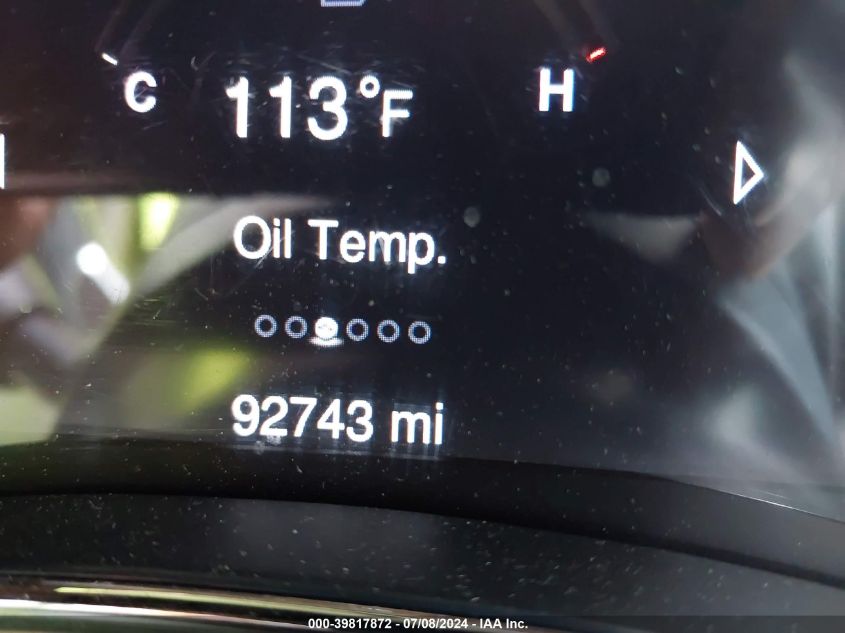 C 113°F H
Oil Temp.
92743 mi
000-39817872 - 07/08/2024 - IAA Inc.